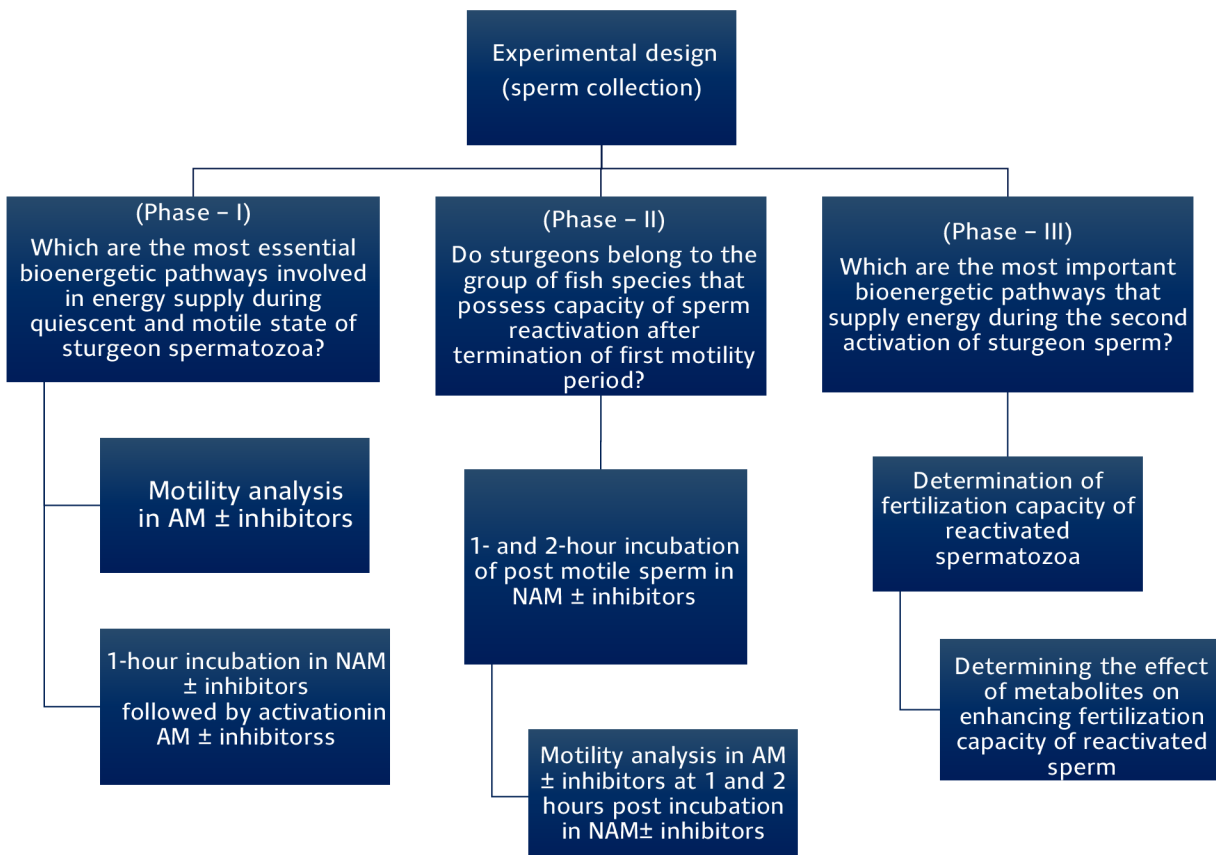 Experimental design
(sperm collection)
(Phase – I)
Which are the most essential
bioenergetic pathways involved
in energy supply during
quiescent and motile state of
sturgeon spermatozoa?
Motility analysis
in AM ± inhibitors
1-hour incubation in NAM
± inhibitors
followed by activationin
AM ± inhibitorss
(Phase – II)
Do sturgeons belong to the
group of fish species that
possess capacity of sperm
reactivation after
termination of first motility
period?
1- and 2-hour incubation
of post motile sperm in
NAM ± inhibitors
Motility analysis in AM
± inhibitors at 1 and 2
hours post incubation
in NAM± inhibitors
(Phase – III)
Which are the most important
bioenergetic pathways that
supply energy during the second
activation of sturgeon sperm?
Determination of
fertilization capacity of
reactivated
spermatozoa
Determining the effect
of metabolites on
enhancing fertilization
capacity of reactivated
sperm